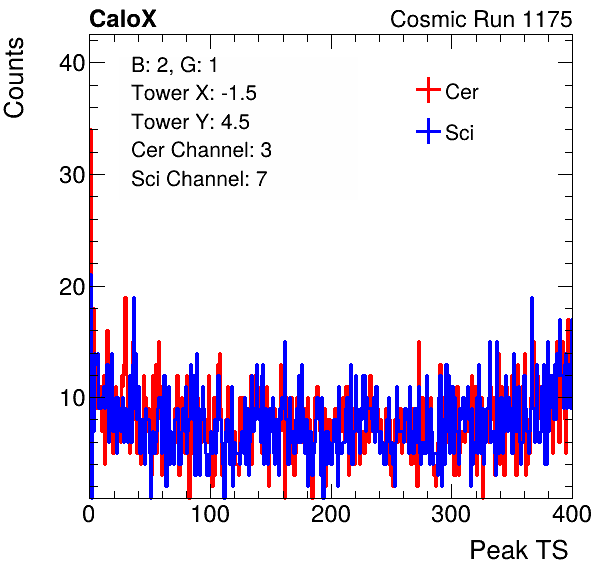 CaloX Cosmic Run 1175
Counts
B: 2, G: 1
Tower X: -1.5
Tower Y: 4.5
Cer Channel: 3
Sci Channel: 7
Cer
Sci
40
30
20
10
0 100 200 300 400
Peak TS